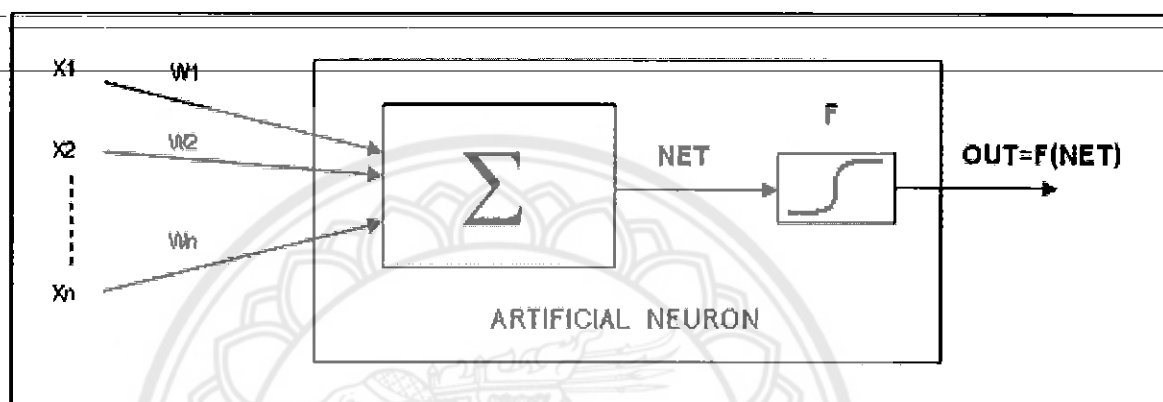 X1
W1
X2
W2
Xn
Wn
Σ
NET
F
OUT=F(NET)
ARTIFICIAL NEURON